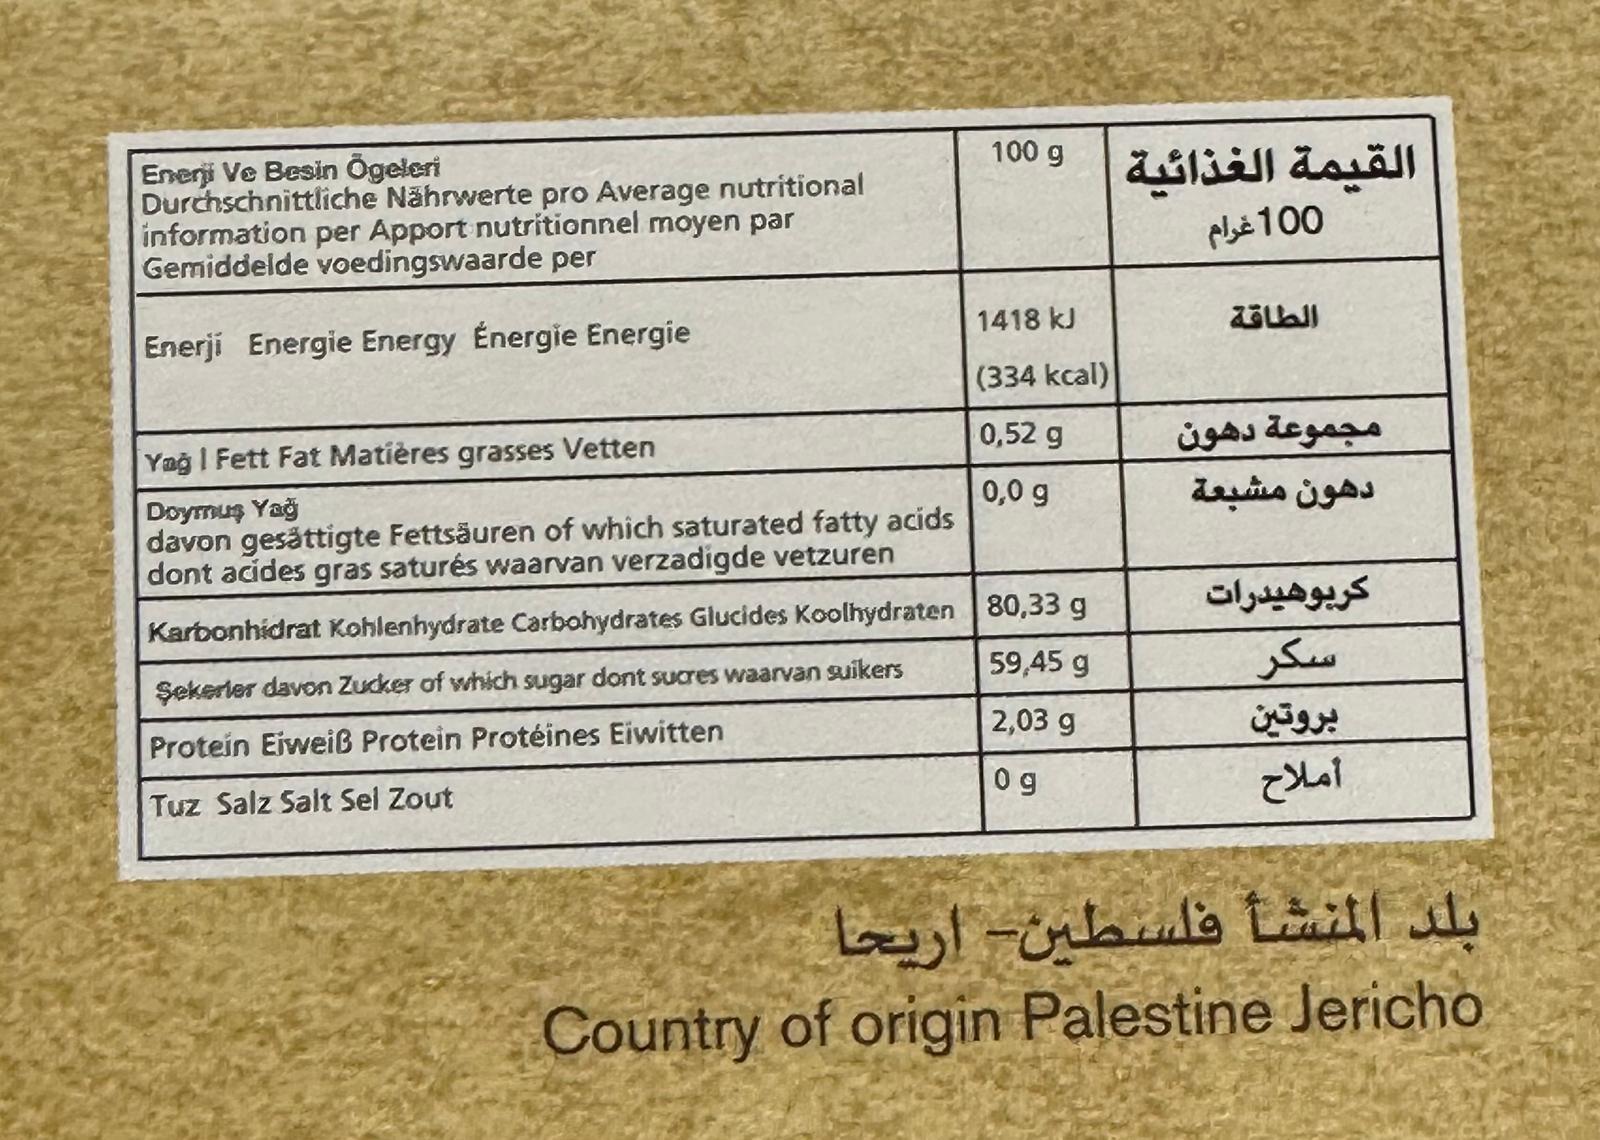 Enerji Ve Besin Ögeleri
Durchschnittliche Nährwerte pro Average nutritional
information per Apport nutritionnel moyen par
Gemiddelde voedingswaarde per
100 g
القيمة الغذائية
100غرام
Enerji Energie Energy Énergie Energie
1418 kJ
(334 kcal)
الطاقة
Yağ | Fett Fat Matières grasses Vetten
0,52 g
مجموعة دهون
Doymuş Yağ
davon gesättigte Fettsäuren of which saturated fatty acids
dont acides gras saturés waarvan verzadigde vetzuren
0,0 g
دهون مشبعة
Karbonhidrat Kohlenhydrate Carbohydrates Glucides Koolhydraten
80,33 g
كربوهيدرات
Şekerler davon Zucker of which sugar dont sucres waarvan suikers
59,45 g
سكر
Protein Eiweiß Protein Protéines Eiwitten
2,03 g
بروتين
Tuz Salz Salt Sel Zout
0 g
أملاح
بلد المنشأ فلسطين- اريحا
Country of origin Palestine Jericho